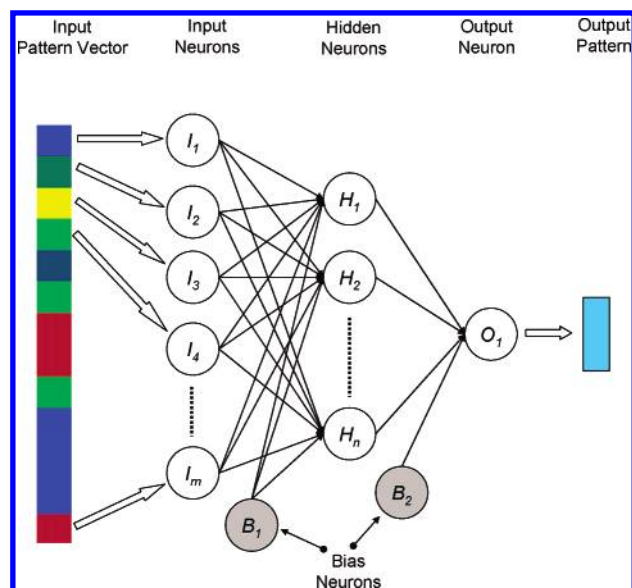 Input
Pattern Vector
Input
Neurons
Hidden
Neurons
Output
Neuron
Output
Pattern
I1
I2
I3
I4
Im
H1
H2
Hn
O1
B1
B2
Bias
Neurons